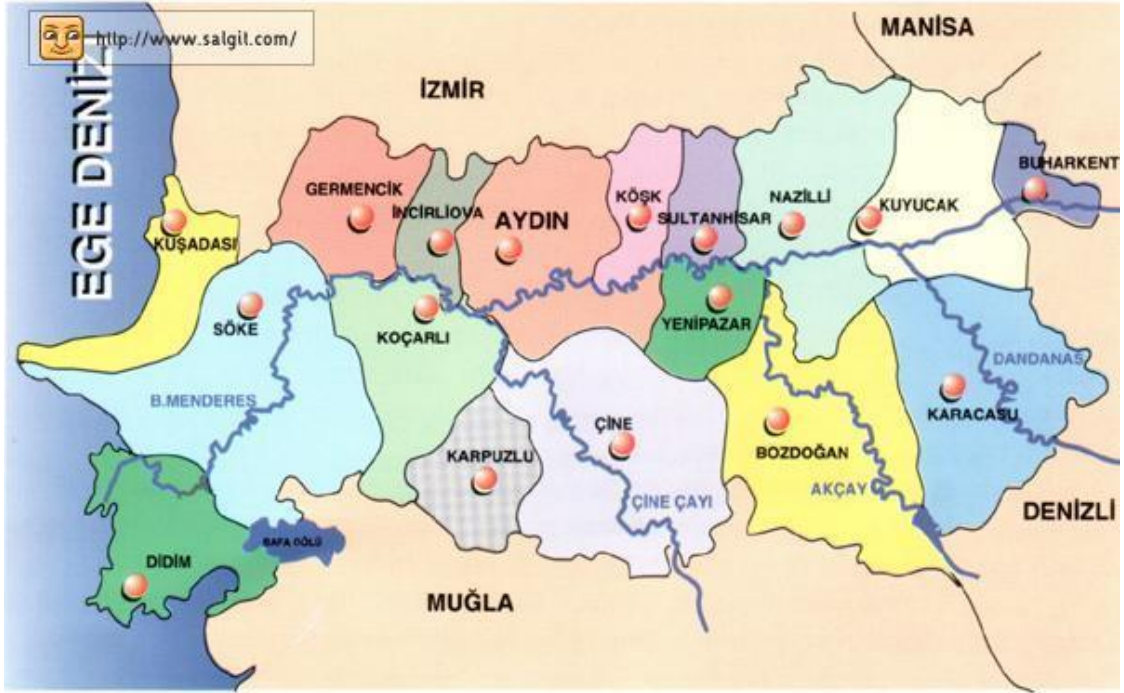 http://www.salgit.com/
MANİSA
İZMİR
EGE DENİZ
BUHARKENT
GERMENCİK
İNCİRLİOVA
AYDIN
KÖŞK
SULTANHİSAR
NAZİLLİ
KUYUCAK
KUŞADASI
SÖKE
KOÇARLI
YENİPAZAR
DANDANAS
B.MENDERES
KARACASU
ÇİNE
BOZDOĞAN
KARPUZLU
AKÇAY
ÇİNE ÇAYI
DENİZLİ
BAFA GÖLÜ
DİDİM
MUĞLA